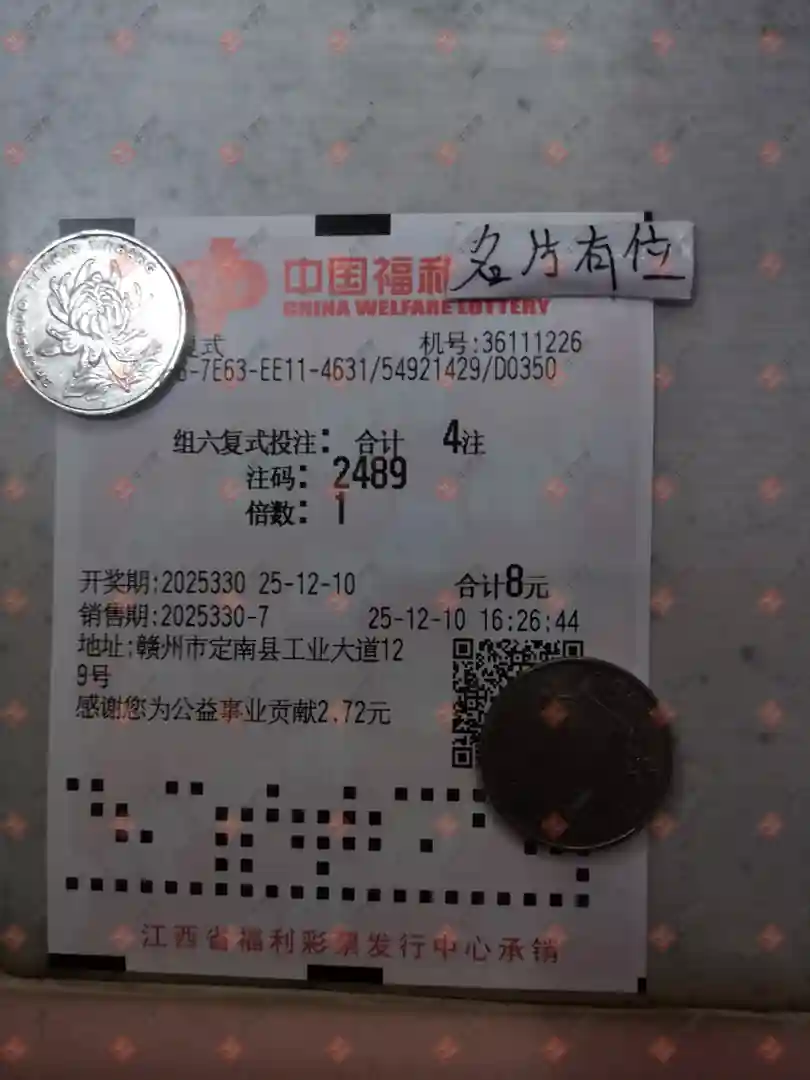 中国福利
名片有位
CHINA WELFARE LOTTERY
复式 机号:36111226
-7E63-EE11-4631/54921429/D0350
组六复式投注: 合计 4注
注码: 2489
倍数: 1
开奖期:2025330 25-12-10 合计8元
销售期:2025330-7 25-12-10 16:26:44
地址:赣州市定南县工业大道12
9号
感谢您为公益事业贡献2.72元
江西省福利彩票发行中心承销